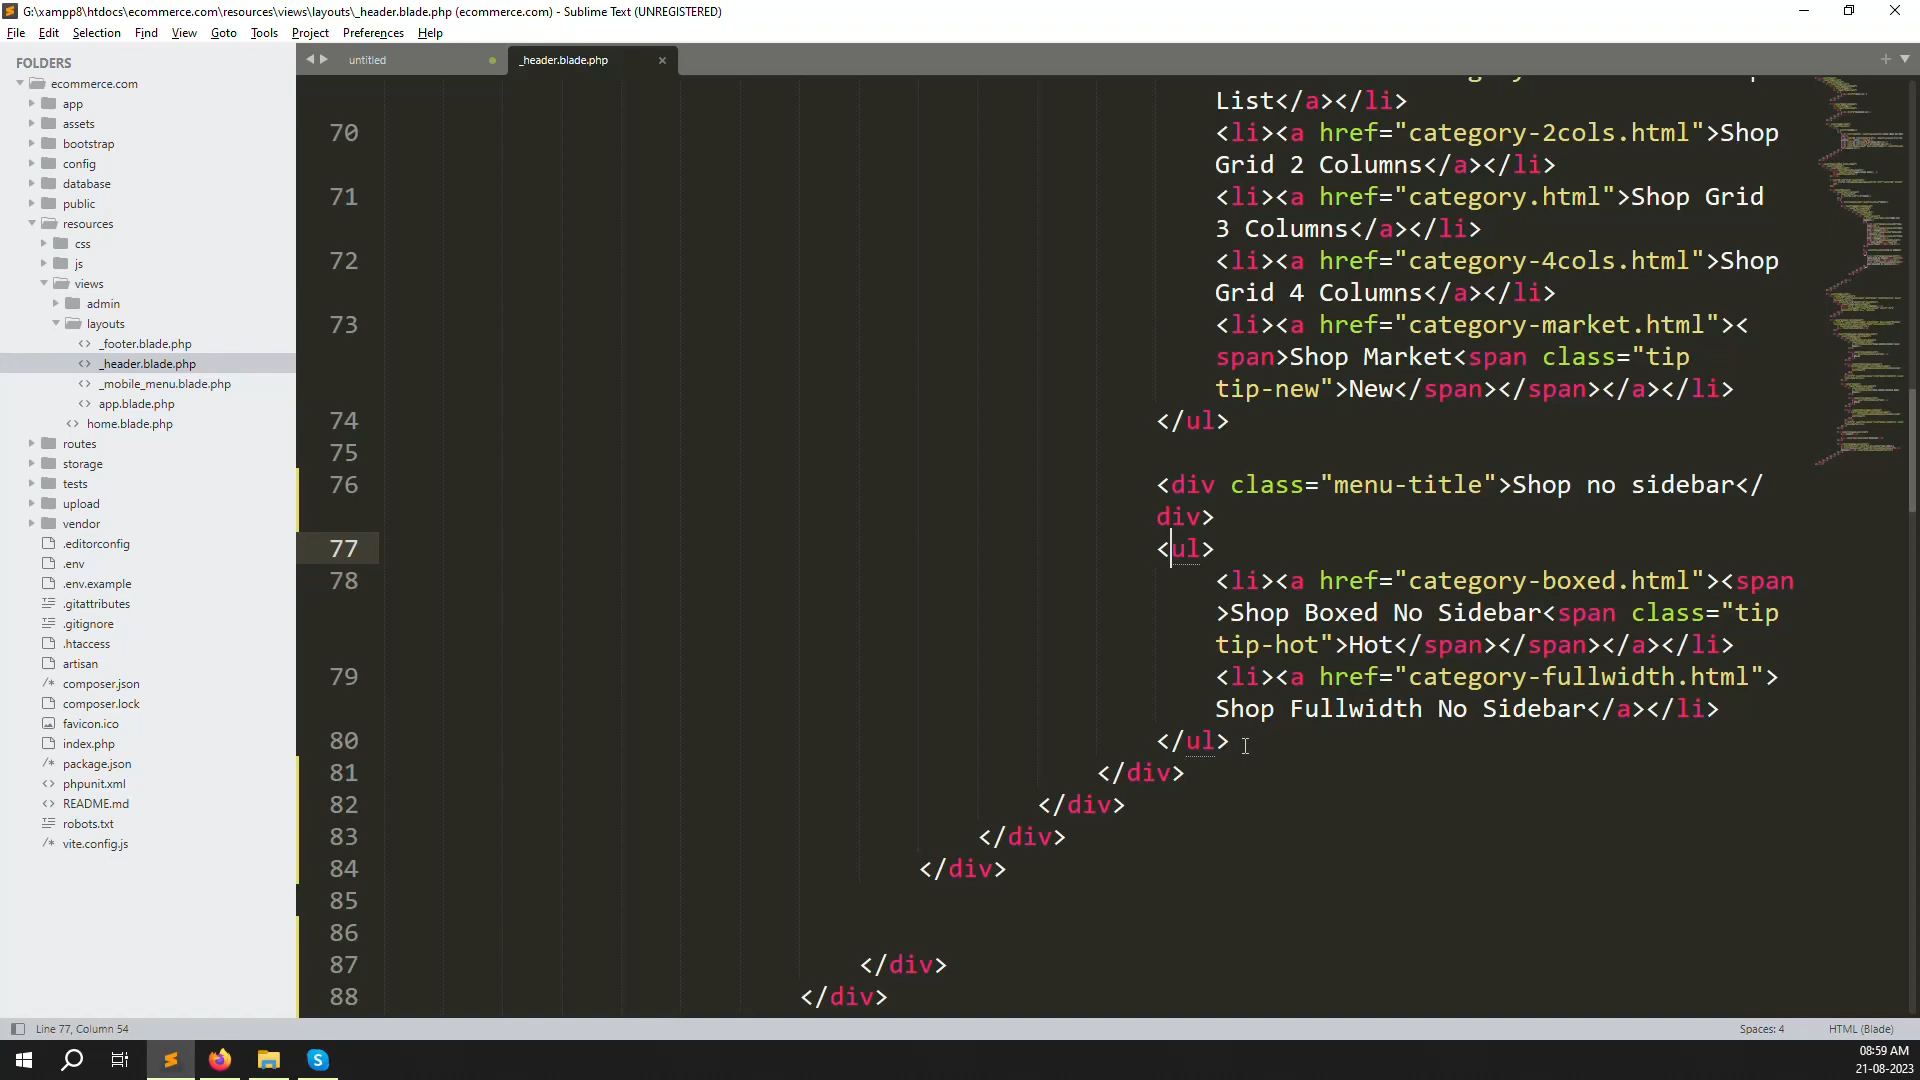 G:\xampp8\htdocs\ecommerce.com\resources\views\layouts\_header.blade.php (ecommerce.com) - Sublime Text (UNREGISTERED)
File Edit Selection Find View Goto Tools Project Preferences Help
FOLDERS
ecommerce.com
app
assets
bootstrap
config
database
public
resources
css
js
views
admin
layouts
_footer.blade.php
_header.blade.php
_mobile_menu.blade.php
app.blade.php
home.blade.php
routes
storage
tests
upload
vendor
.editorconfig
.env
.env.example
.gitattributes
.gitignore
.htaccess
artisan
composer.json
composer.lock
favicon.ico
index.php
package.json
phpunit.xml
README.md
robots.txt
vite.config.js
untitled
_header.blade.php
List</a></li>
70 <li><a href="category-2cols.html">Shop
Grid 2 Columns</a></li>
71 <li><a href="category.html">Shop Grid
3 Columns</a></li>
72 <li><a href="category-4cols.html">Shop
Grid 4 Columns</a></li>
73 <li><a href="category-market.html"><
span>Shop Market<span class="tip
tip-new">New</span></span></a></li>
74 </ul>
75
76 <div class="menu-title">Shop no sidebar</
div>
77 <ul>
78 <li><a href="category-boxed.html"><span
>Shop Boxed No Sidebar<span class="tip
tip-hot">Hot</span></span></a></li>
79 <li><a href="category-fullwidth.html">
Shop Fullwidth No Sidebar</a></li>
80 </ul>
81 </div>
82 </div>
83 </div>
84 </div>
85
86
87 </div>
88 </div>
Line 77, Column 54
Spaces: 4
HTML (Blade)
08:59 AM
21-08-2023